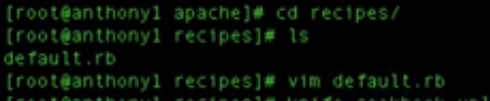 [root@anthony1 apache]# cd recipes/
[root@anthony1 recipes]# ls
default.rb
[root@anthony1 recipes]# vim default.rb